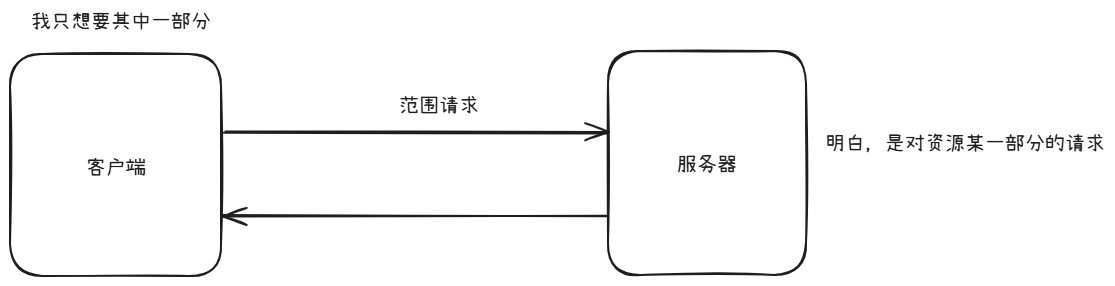 我只想要其中一部分
范围请求
客户端
服务器
明白，是对资源某一部分的请求